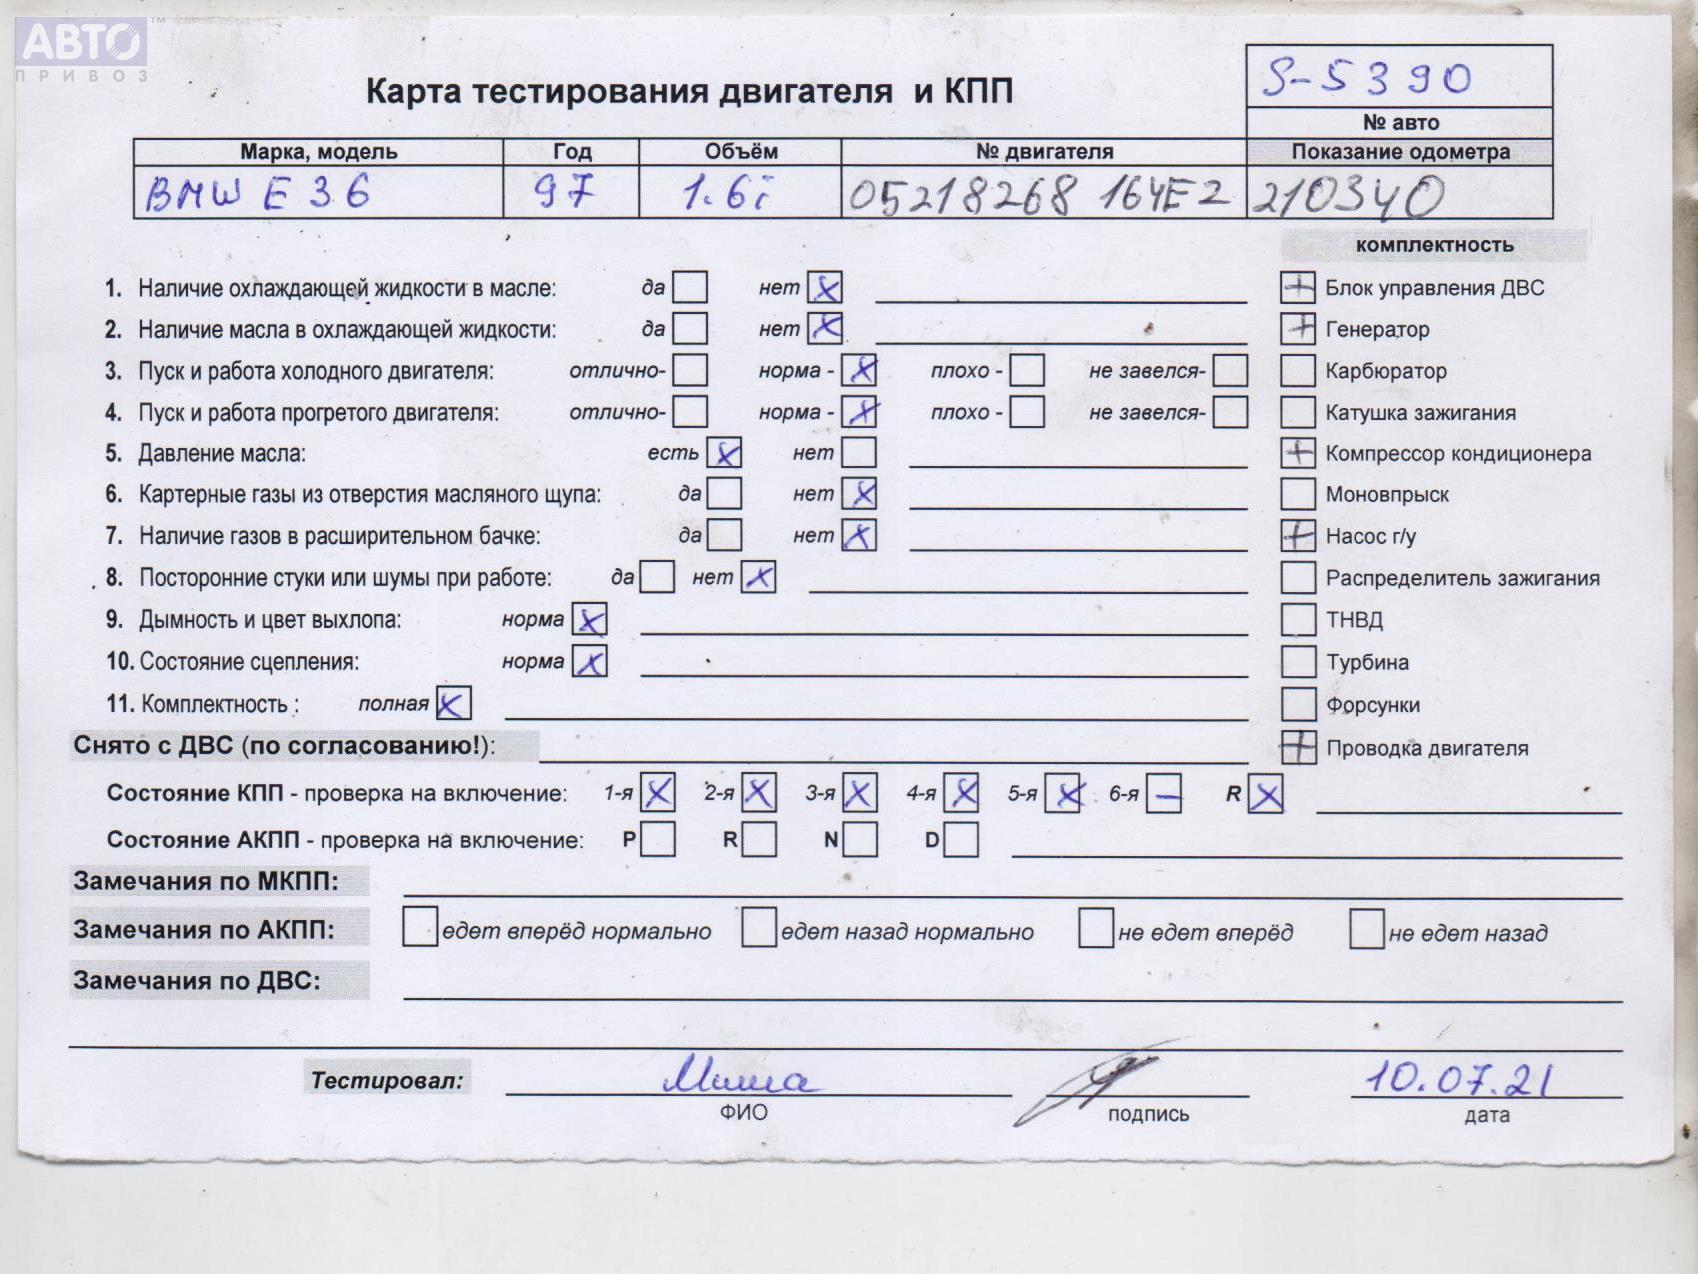 АВТО™
ПРИВОЗ
S-5390
Карта тестирования двигателя и КПП
№ авто
Марка, модель Год Объём № двигателя Показание одометра
BMW E36 97 1.6i 05218268 164E2 210340
комплектность
1. Наличие охлаждающей жидкости в масле: да нет x + Блок управления ДВС
2. Наличие масла в охлаждающей жидкости: да нет x + Генератор
3. Пуск и работа холодного двигателя: отлично- норма - x плохо - не завелся- Карбюратор
4. Пуск и работа прогретого двигателя: отлично- норма - x плохо - не завелся- Катушка зажигания
5. Давление масла: есть x нет + Компрессор кондиционера
6. Картерные газы из отверстия масляного щупа: да нет x Моновпрыск
7. Наличие газов в расширительном бачке: да нет x + Насос г/у
8. Посторонние стуки или шумы при работе: да нет x Распределитель зажигания
9. Дымность и цвет выхлопа: норма x ТНВД
10. Состояние сцепления: норма x Турбина
11. Комплектность : полная x Форсунки
Снято с ДВС (по согласованию!): + Проводка двигателя
Состояние КПП - проверка на включение: 1-я x 2-я x 3-я x 4-я x 5-я x 6-я – R x
Состояние АКПП - проверка на включение: P R N D
Замечания по МКПП:
Замечания по АКПП: едет вперёд нормально едет назад нормально не едет вперёд не едет назад
Замечания по ДВС:
Тестировал: Миша 10.07.21
ФИО подпись дата